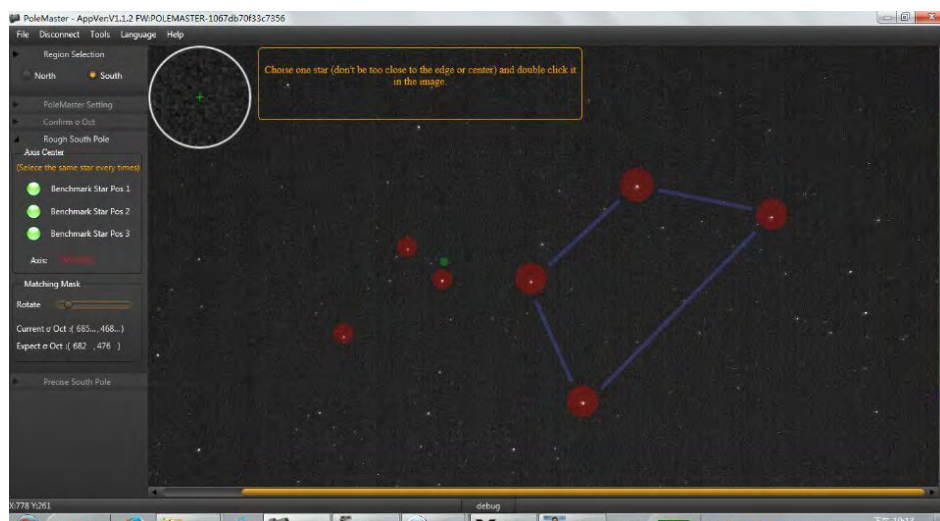 PoleMaster - AppVer:V1.1.2 FW:POLEMASTER-1067db70f33c7356
File Disconnect Tools Language Help
Region Selection
North South
PoleMaster Setting
Confirm σ Oct
Rough South Pole
Axis Center
(Selece the same star every times)
Benchmark Star Pos 1
Benchmark Star Pos 2
Benchmark Star Pos 3
Axis:
Matching Mask
Rotate
Current σ Oct :( 685..., 468...)
Expect σ Oct :( 682 , 476 )
Precise South Pole
Choose one star (don't be too close to the edge or center) and double click it
in the image.
X:778 Y:261
debug